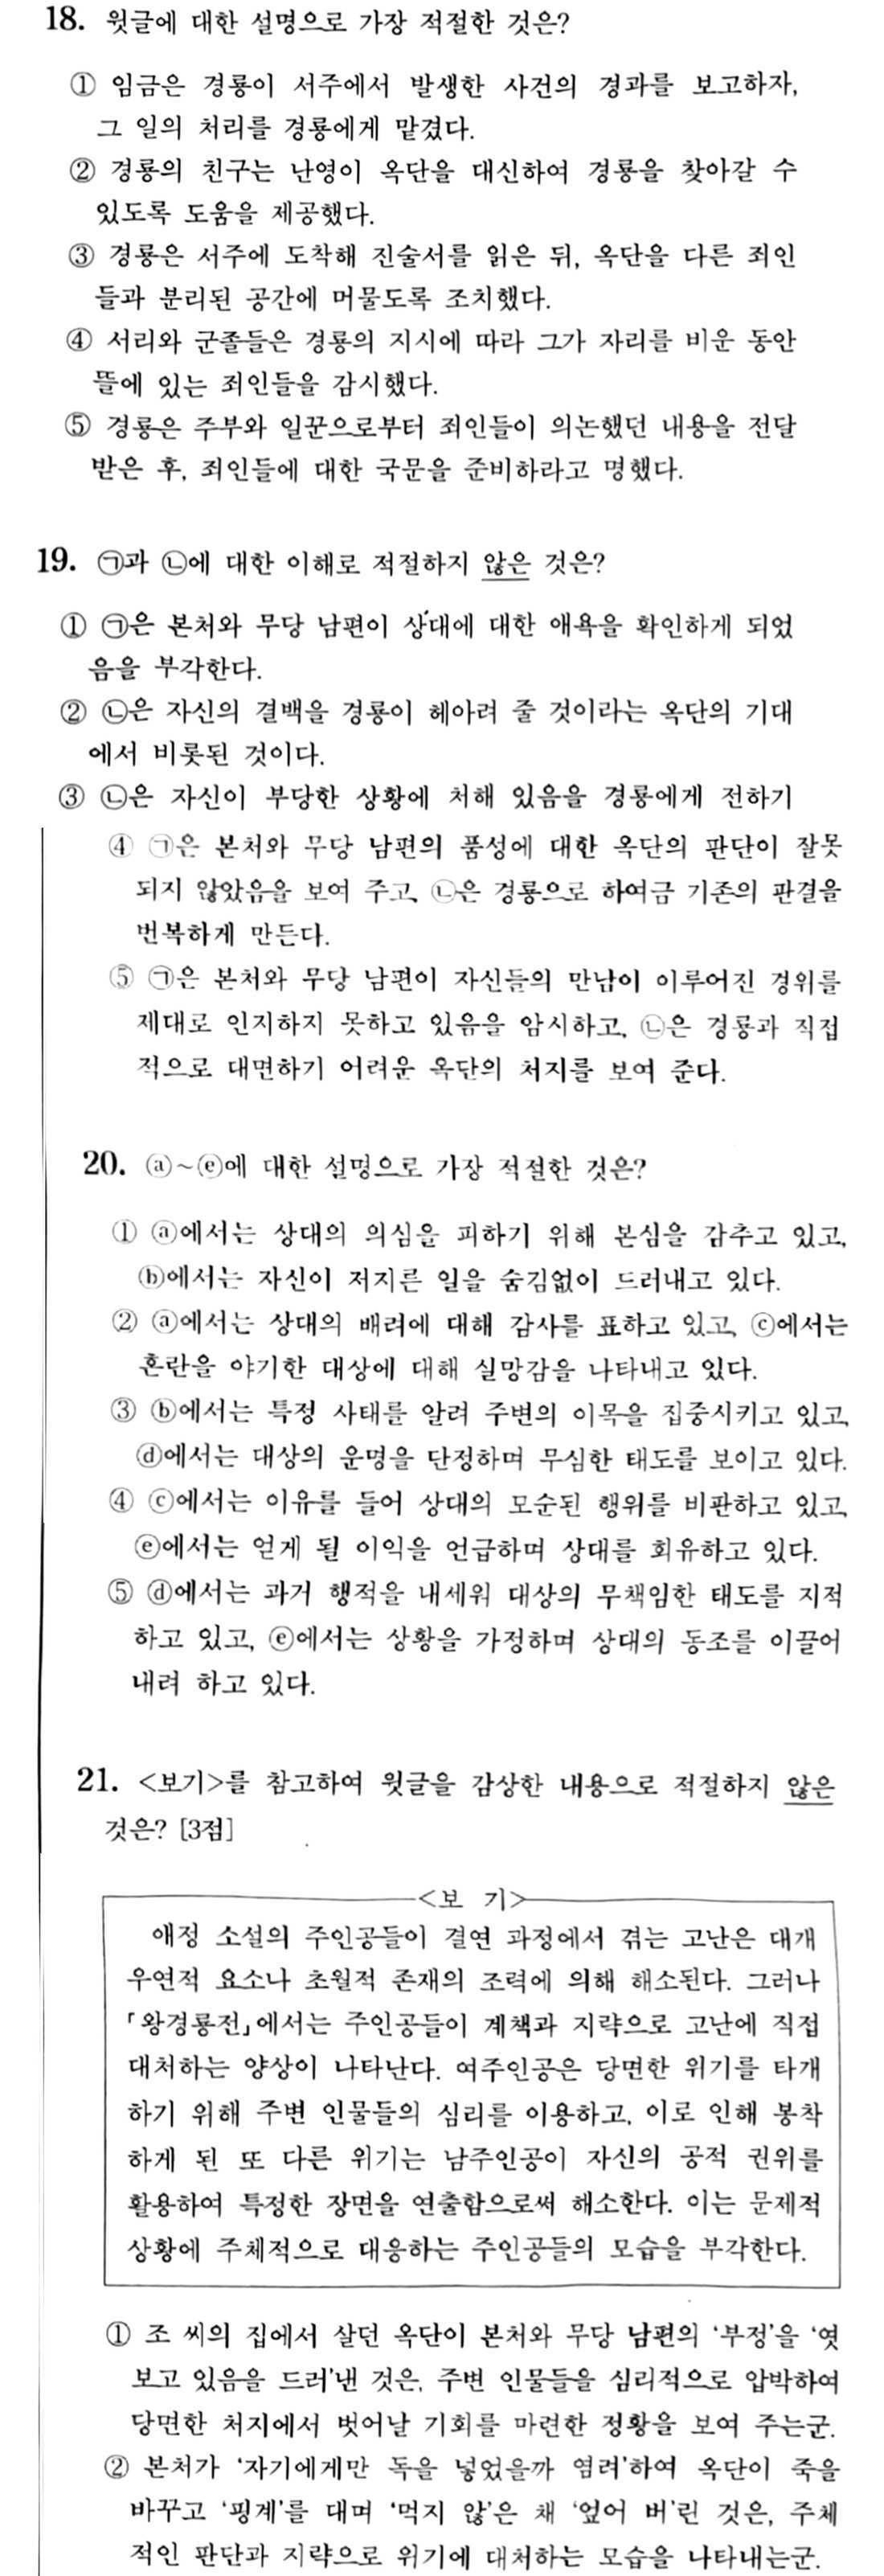 18. 윗글에 대한 설명으로 가장 적절한 것은?
① 임금은 경룡이 서주에서 발생한 사건의 경과를 보고하자,
그 일의 처리를 경룡에게 맡겼다.
② 경룡의 친구는 난영이 옥단을 대신하여 경룡을 찾아갈 수
있도록 도움을 제공했다.
③ 경룡은 서주에 도착해 진술서를 읽은 뒤, 옥단을 다른 죄인
들과 분리된 공간에 머물도록 조치했다.
④ 서리와 군졸들은 경룡의 지시에 따라 그가 자리를 비운 동안
뜰에 있는 죄인들을 감시했다.
⑤ 경룡은 주부와 일꾼으로부터 죄인들이 의논했던 내용을 전달
받은 후, 죄인들에 대한 국문을 준비하라고 명했다.
19. ㉠과 ㉡에 대한 이해로 적절하지 않은 것은?
① ㉠은 본처와 무당 남편이 상대에 대한 애욕을 확인하게 되었
음을 부각한다.
② ㉡은 자신의 결백을 경룡이 헤아려 줄 것이라는 옥단의 기대
에서 비롯된 것이다.
③ ㉡은 자신이 부당한 상황에 처해 있음을 경룡에게 전하기
④ ㉠은 본처와 무당 남편의 품성에 대한 옥단의 판단이 잘못
되지 않았음을 보여 주고, ㉡은 경룡으로 하여금 기존의 판결을
번복하게 만든다.
⑤ ㉠은 본처와 무당 남편이 자신들의 만남이 이루어진 경위를
제대로 인지하지 못하고 있음을 암시하고, ㉡은 경룡과 직접
적으로 대면하기 어려운 옥단의 처지를 보여 준다.
20. ⓐ~ⓔ에 대한 설명으로 가장 적절한 것은?
① ⓐ에서는 상대의 의심을 피하기 위해 본심을 감추고 있고,
ⓑ에서는 자신이 저지른 일을 숨김없이 드러내고 있다.
② ⓐ에서는 상대의 배려에 대해 감사를 표하고 있고, ⓒ에서는
혼란을 야기한 대상에 대해 실망감을 나타내고 있다.
③ ⓑ에서는 특정 사태를 알려 주변의 이목을 집중시키고 있고,
ⓓ에서는 대상의 운명을 단정하며 무심한 태도를 보이고 있다.
④ ⓒ에서는 이유를 들어 상대의 모순된 행위를 비판하고 있고,
ⓔ에서는 얻게 될 이익을 언급하며 상대를 회유하고 있다.
⑤ ⓓ에서는 과거 행적을 내세워 대상의 무책임한 태도를 지적
하고 있고, ⓔ에서는 상황을 가정하며 상대의 동조를 이끌어
내려 하고 있다.
21. <보기>를 참고하여 윗글을 감상한 내용으로 적절하지 않은
것은? [3점]
<보 기>
애정 소설의 주인공들이 결연 과정에서 겪는 고난은 대개
우연적 요소나 초월적 존재의 조력에 의해 해소된다. 그러나
「왕경룡전」에서는 주인공들이 계책과 지략으로 고난에 직접
대처하는 양상이 나타난다. 여주인공은 당면한 위기를 타개
하기 위해 주변 인물들의 심리를 이용하고, 이로 인해 봉착
하게 된 또 다른 위기는 남주인공이 자신의 공적 권위를
활용하여 특정한 장면을 연출함으로써 해소한다. 이는 문제적
상황에 주체적으로 대응하는 주인공들의 모습을 부각한다.
① 조 씨의 집에서 살던 옥단이 본처와 무당 남편의 ‘부정’을 ‘엿
보고 있음을 드러’낸 것은, 주변 인물들을 심리적으로 압박하여
당면한 처지에서 벗어날 기회를 마련한 정황을 보여 주는군.
② 본처가 ‘자기에게만 독을 넣었을까 염려’하여 옥단이 죽을
바꾸고 ‘핑계’를 대며 ‘먹지 않’은 채 ‘엎어 버’린 것은, 주체
적인 판단과 지략으로 위기에 대처하는 모습을 나타내는군.